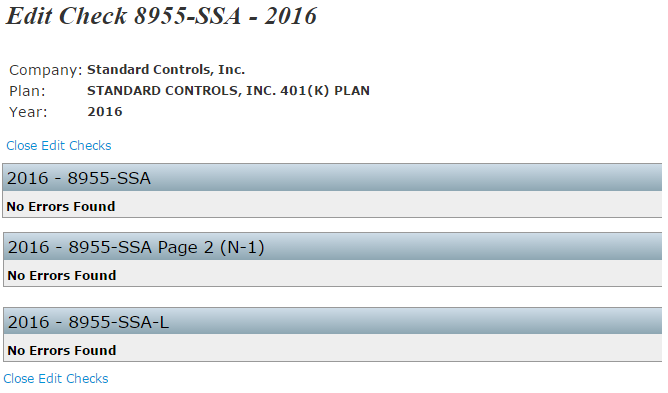 Edit Check 8955-SSA - 2016
Company: Standard Controls, Inc.
Plan: STANDARD CONTROLS, INC. 401(K) PLAN
Year: 2016
Close Edit Checks
2016 - 8955-SSA
No Errors Found
2016 - 8955-SSA Page 2 (N-1)
No Errors Found
2016 - 8955-SSA-L
No Errors Found
Close Edit Checks